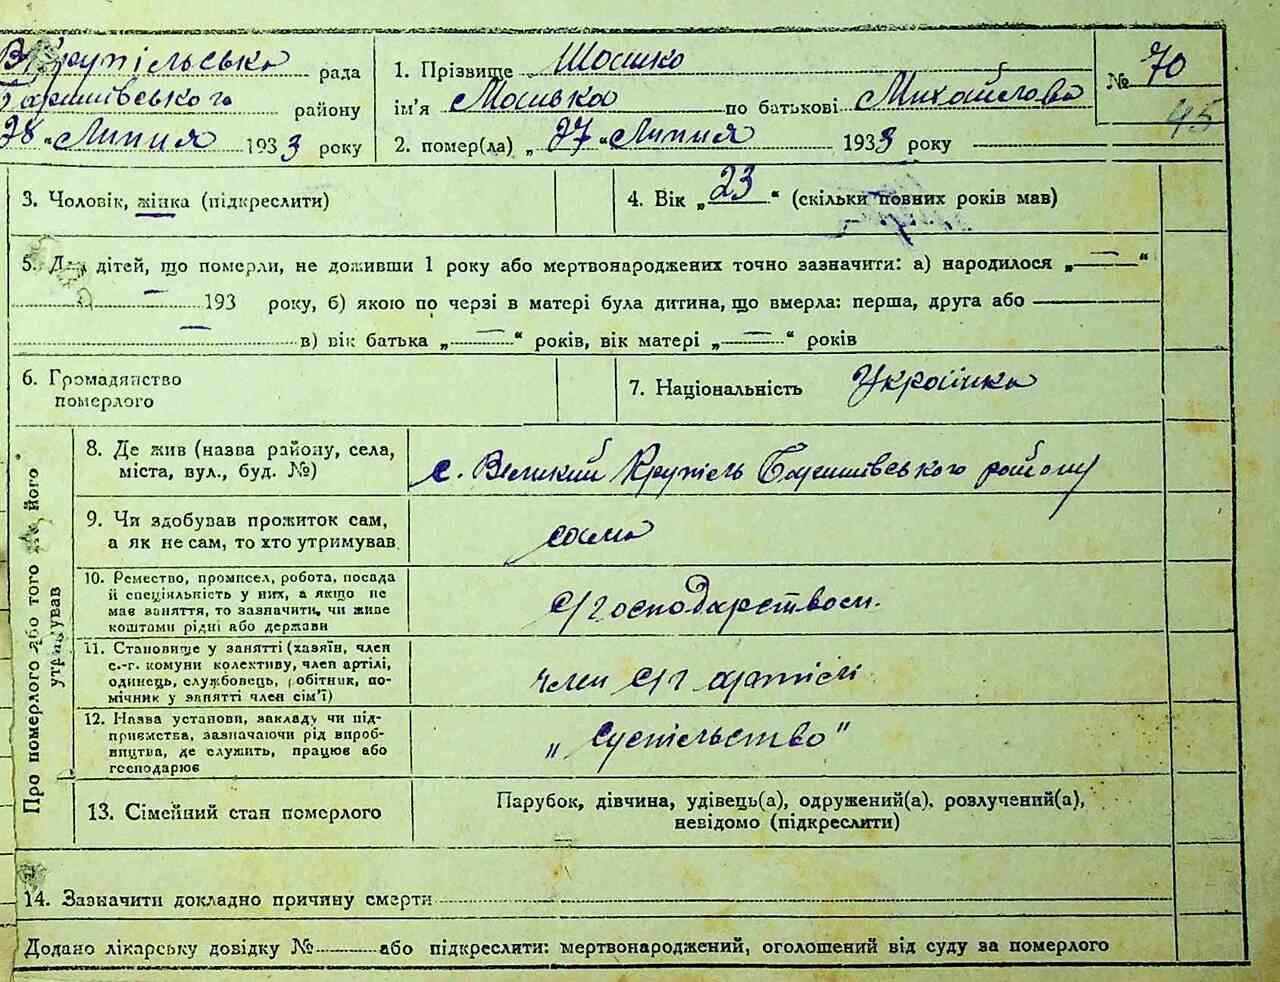 В. Крупільська рада
Баришівського району
28 „ Липня 1933 року
1. Прізвище Шошко
ім'я Мосика по батькові Михайлова
2. помер(ла) „ 27 “ Липня 1933 року
№ 70
45
3. Чоловік, жінка (підкреслити)
4. Вік „ 23 “ (скільки повних років мав)
5. Для дітей, що померли, не доживши 1 року або мертвонароджених точно зазначити: а) народилося „ — “
193 року, б) якою по черзі в матері була дитина, що вмерла: перша, друга або
в) вік батька „ — “ років, вік матері „ — “ років
6. Громадянство
померлого
7. Національність Українка
Про померлого або того хто його
утримував
8. Де жив (назва району, села,
міста, вул., буд. №)
с. Великий Крупіль Баришівського району
9. Чи здобував прожиток сам,
а як не сам, то хто утримував
сама
10. Ремество, промисел, робота, посада
й спеціяльність у них, а якщо не
має заняття, то зазначити, чи живе
коштами рідні або держави
с/господарством.
11. Становище у занятті (хазяїн, член
с.-г. комуни колективу, член артілі,
одинець, службовець, робітник, по-
мічник у занятті член сім'ї)
член с/г артілі
12. Назва установи, закладу чи під-
приємства, зазначаючи рід вироб-
ництва, де служить, працює або
господарює
„ Суспільство "
13. Сімейний стан померлого
Парубок, дівчина, удівець(а), одружений(а), розлучений(а),
невідомо (підкреслити)
14. Зазначити докладно причину смерти
Додано лікарську довідку № або підкреслити: мертвонароджений, оголошений від суду за померлого